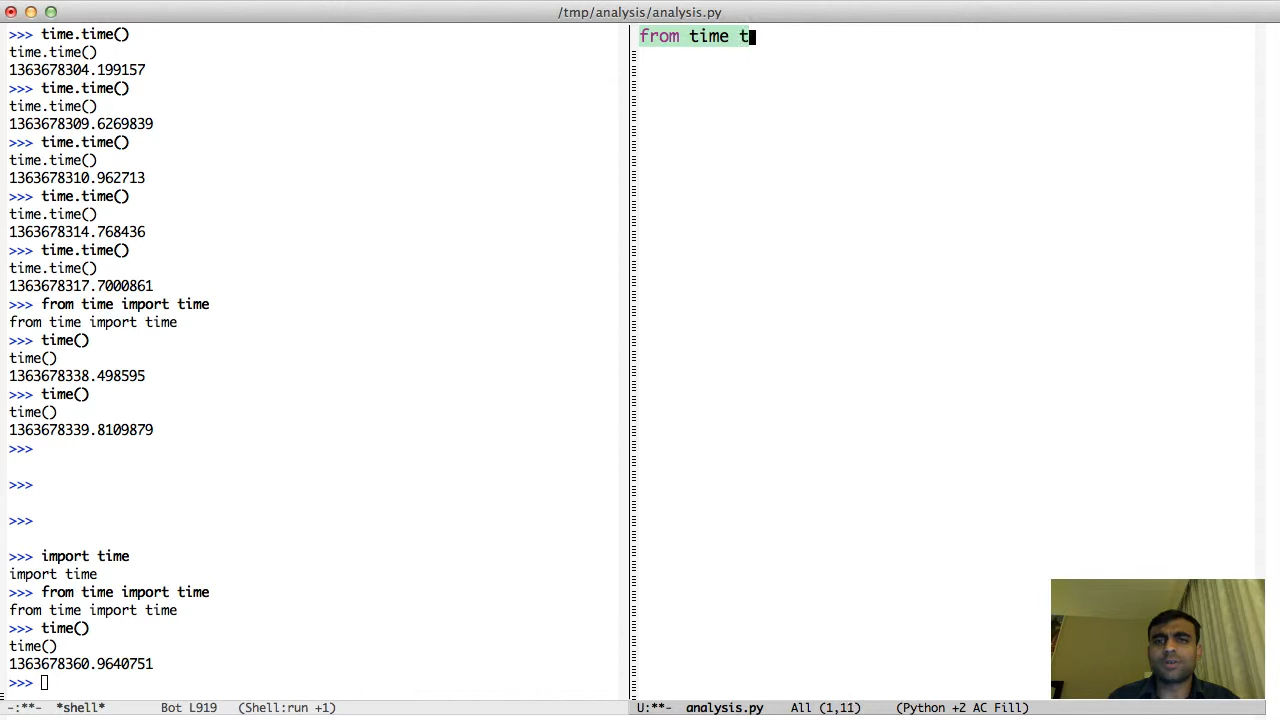 /tmp/analysis/analysis.py
>>> time.time()
time.time()
1363678304.199157
>>> time.time()
time.time()
1363678309.6269839
>>> time.time()
time.time()
1363678310.962713
>>> time.time()
time.time()
1363678314.768436
>>> time.time()
time.time()
1363678317.7000861
>>> from time import time
from time import time
>>> time()
time()
1363678338.498595
>>> time()
time()
1363678339.8109879
>>>
>>>
>>>
>>> import time
import time
>>> from time import time
from time import time
>>> time()
time()
1363678360.9640751
>>>
-:**- *shell* Bot L919 (Shell:run +1)
from time t
U:**- analysis.py All (1,11) (Python +2 AC Fill)